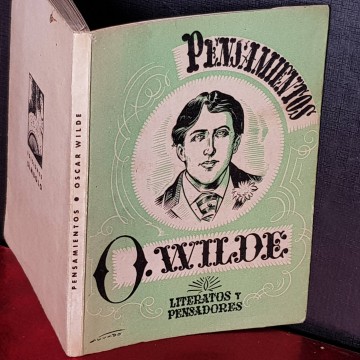 PENSAMIENTOS
O. WILDE
LITERATOS Y
PENSADORES
PENSAMIENTOS • OSCAR WILDE